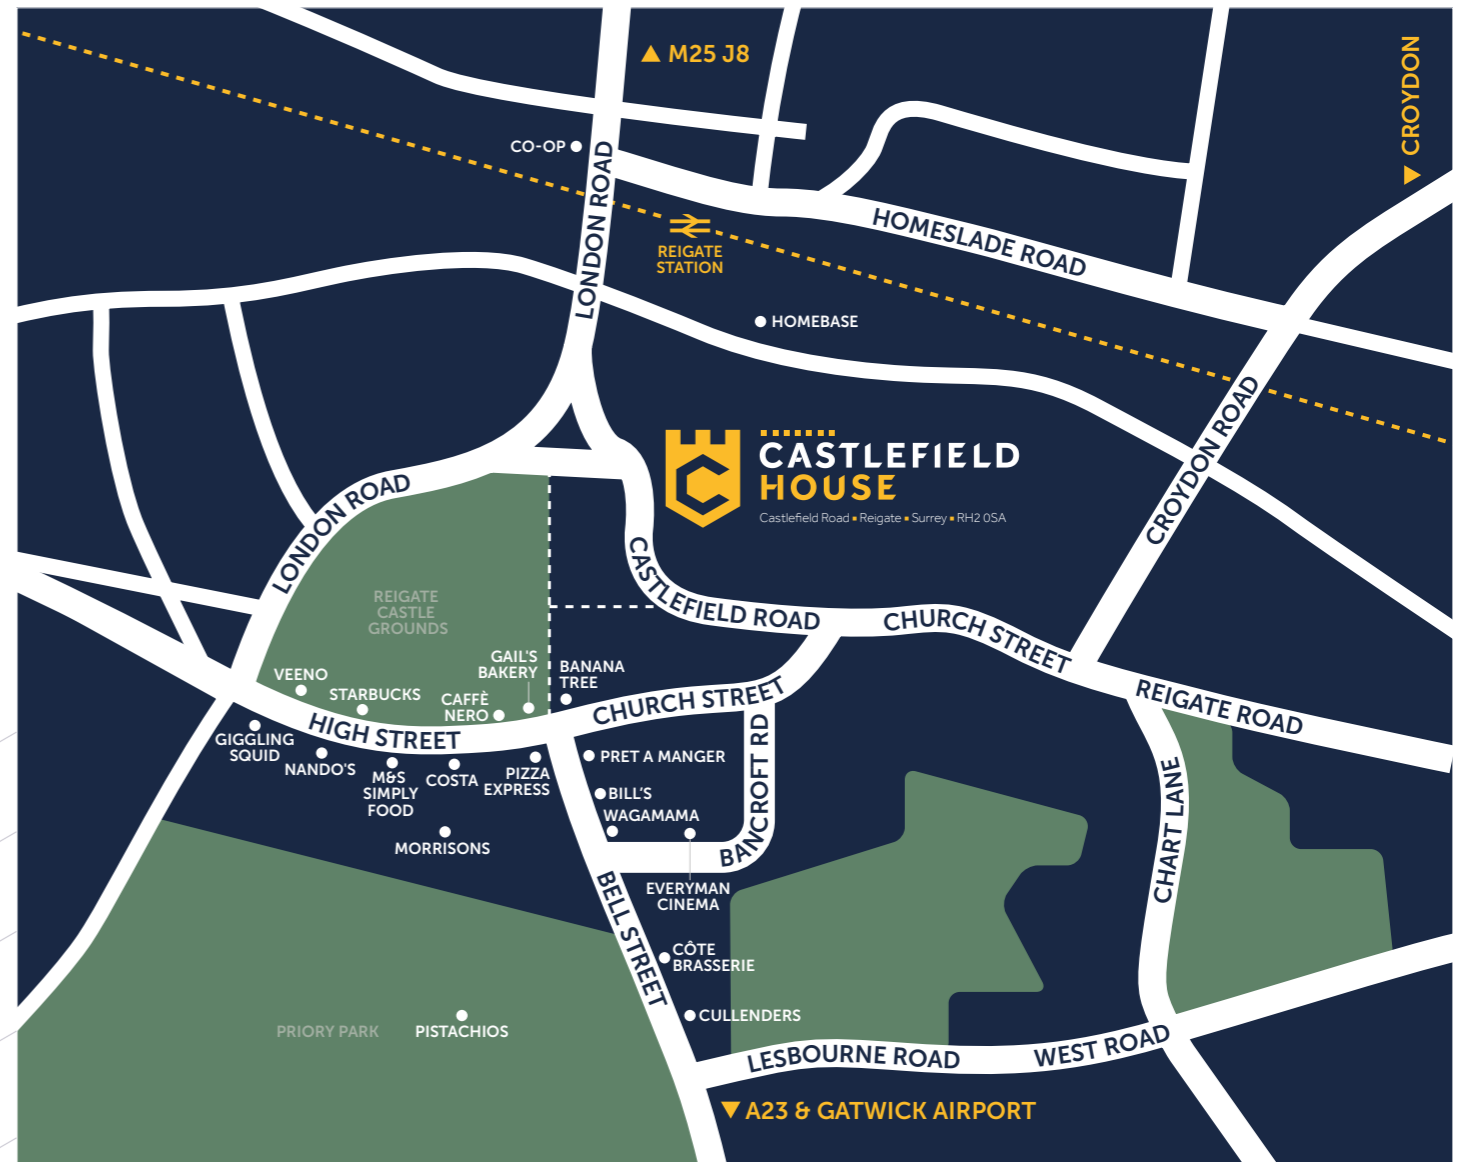 M25 J8
CROYDON
CO-OP
LONDON ROAD
HOMESLADE ROAD
REIGATE
STATION
HOMEBASE
CASTLEFIELD
HOUSE
Castlefield Road ▪ Reigate ▪ Surrey ▪ RH2 0SA
CROYDON ROAD
LONDON ROAD
CASTLEFIELD ROAD
CHURCH STREET
REIGATE
CASTLE
GROUNDS
GAIL'S
BAKERY
BANANA
TREE
VEENO
STARBUCKS
CAFFÈ
NERO
CHURCH STREET
REIGATE ROAD
HIGH STREET
GIGGLING
SQUID
NANDO'S
M&S
SIMPLY
FOOD
COSTA
PIZZA
EXPRESS
PRET A MANGER
BILL'S
WAGAMAMA
BANCROFT RD
MORRISONS
EVERYMAN
CINEMA
CHART LANE
BELL STREET
CÔTE
BRASSERIE
CULLENDERS
PRIORY PARK
PISTACHIOS
LESBOURNE ROAD
WEST ROAD
A23 & GATWICK AIRPORT